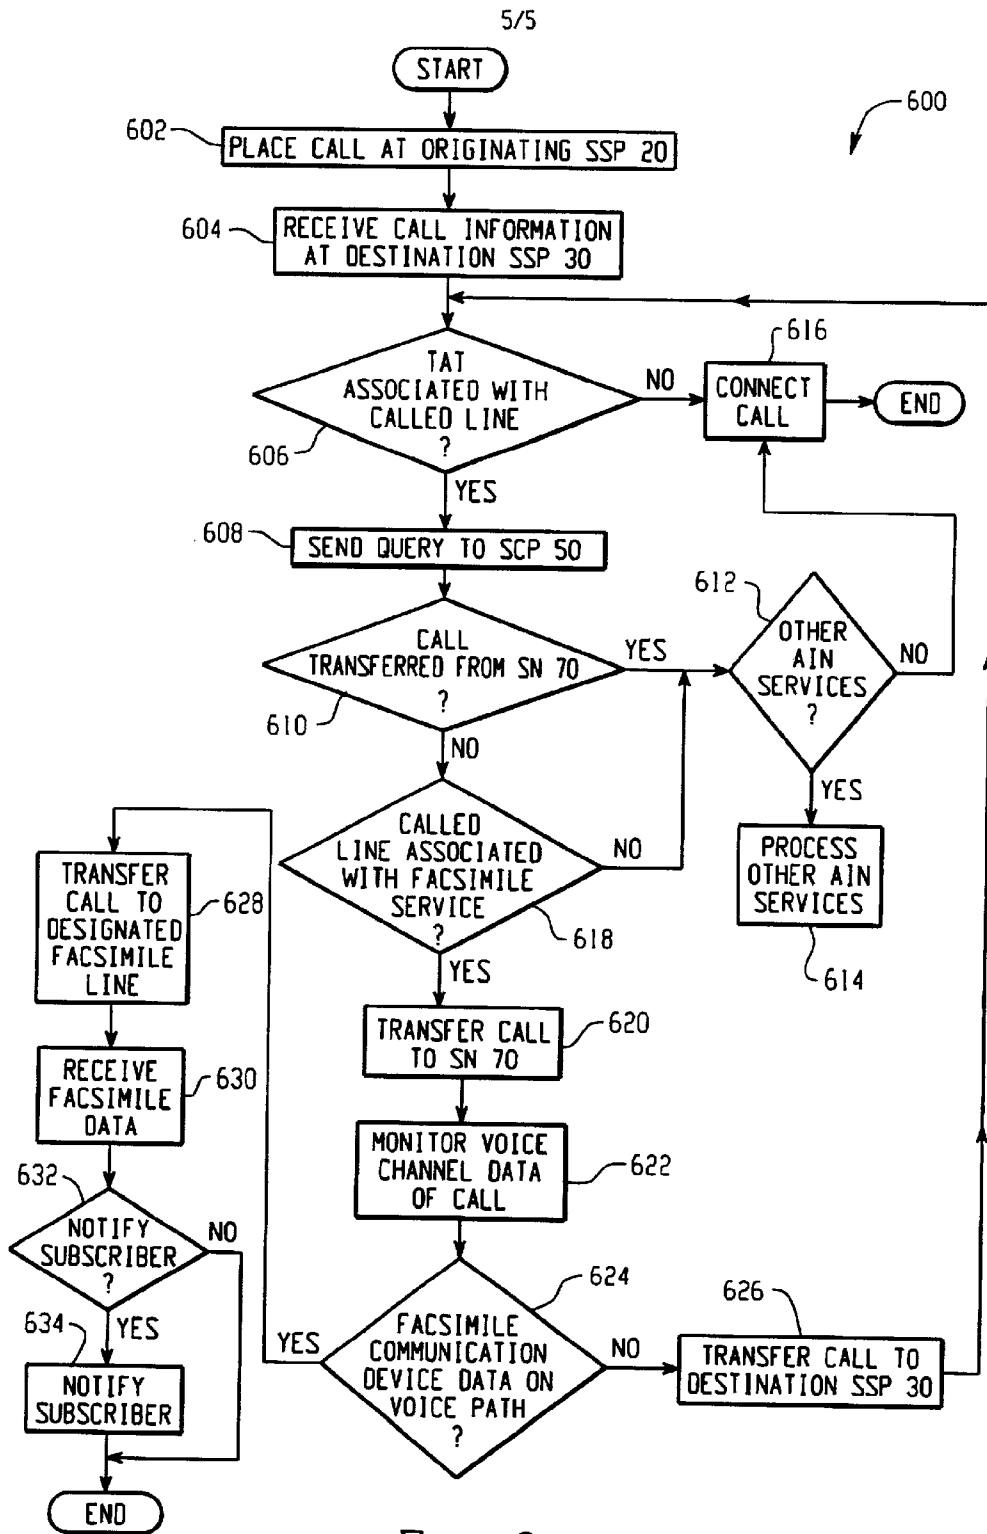 5/5
START
600
602
PLACE CALL AT ORIGINATING SSP 20
604
RECEIVE CALL INFORMATION
AT DESTINATION SSP 30
TAT
ASSOCIATED WITH
CALLED LINE
?
606
NO
616
CONNECT
CALL
END
YES
608
SEND QUERY TO SCP 50
CALL
TRANSFERRED FROM SN 70
?
610
YES
612
OTHER
AIN
SERVICES
?
NO
NO
YES
CALLED
LINE ASSOCIATED
WITH FACSIMILE
SERVICE
?
618
NO
PROCESS
OTHER AIN
SERVICES
614
TRANSFER
CALL TO
DESIGNATED
FACSIMILE
LINE
628
YES
TRANSFER CALL
TO SN 70
620
RECEIVE
FACSIMILE
DATA
630
MONITOR VOICE
CHANNEL DATA
OF CALL
622
632
NOTIFY
SUBSCRIBER
?
NO
YES
624
FACSIMILE
COMMUNICATION
DEVICE DATA ON
VOICE PATH
?
YES
NO
626
TRANSFER CALL TO
DESTINATION SSP 30
634
NOTIFY
SUBSCRIBER
END